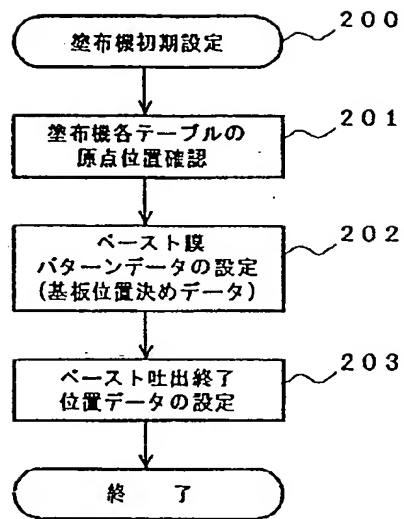 塗布機初期設定
200
塗布機各テーブルの
原点位置確認
201
ペースト膜
パターンデータの設定
(基板位置決めデータ)
202
ペースト吐出終了
位置データの設定
203
終　了